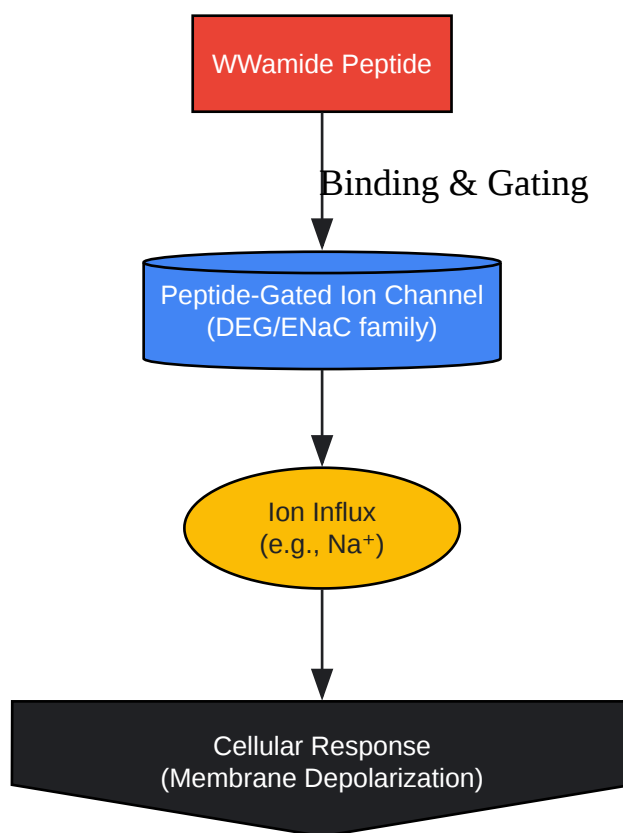 WWamide Peptide
Binding & Gating
Peptide-Gated Ion Channel
(DEG/ENaC family)
Ion Influx
(e.g., Na⁺)
Cellular Response
(Membrane Depolarization)